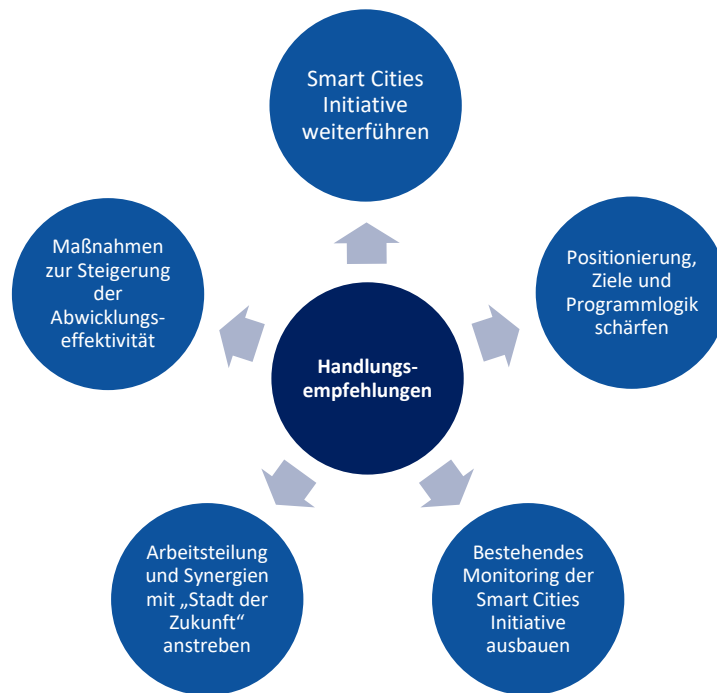 Smart Cities
Initiative
weiterführen
Maßnahmen
zur Steigerung
der
Abwicklungs-
effektivität
Positionierung,
Ziele und
Programmlogik
schärfen
Handlungs-
empfehlungen
Arbeitsteilung
und Synergien
mit „Stadt der
Zukunft“
anstreben
Bestehendes
Monitoring der
Smart Cities
Initiative
ausbauen